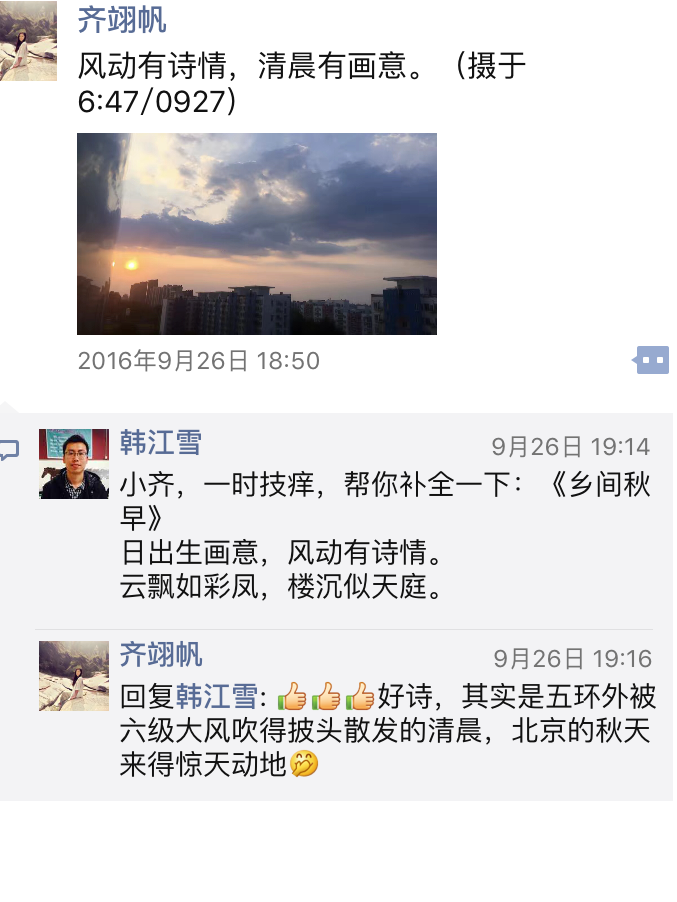 齐翊帆
风动有诗情，清晨有画意。（摄于
6:47/0927）
2016年9月26日 18:50
韩江雪
9月26日 19:14
小齐，一时技痒，帮你补全一下：《乡间秋
早》
日出生画意，风动有诗情。
云飘如彩凤，楼沉似天庭。
齐翊帆
9月26日 19:16
回复韩江雪: 👍👍👍好诗，其实是五环外被
六级大风吹得披头散发的清晨，北京的秋天
来得惊天动地🤭